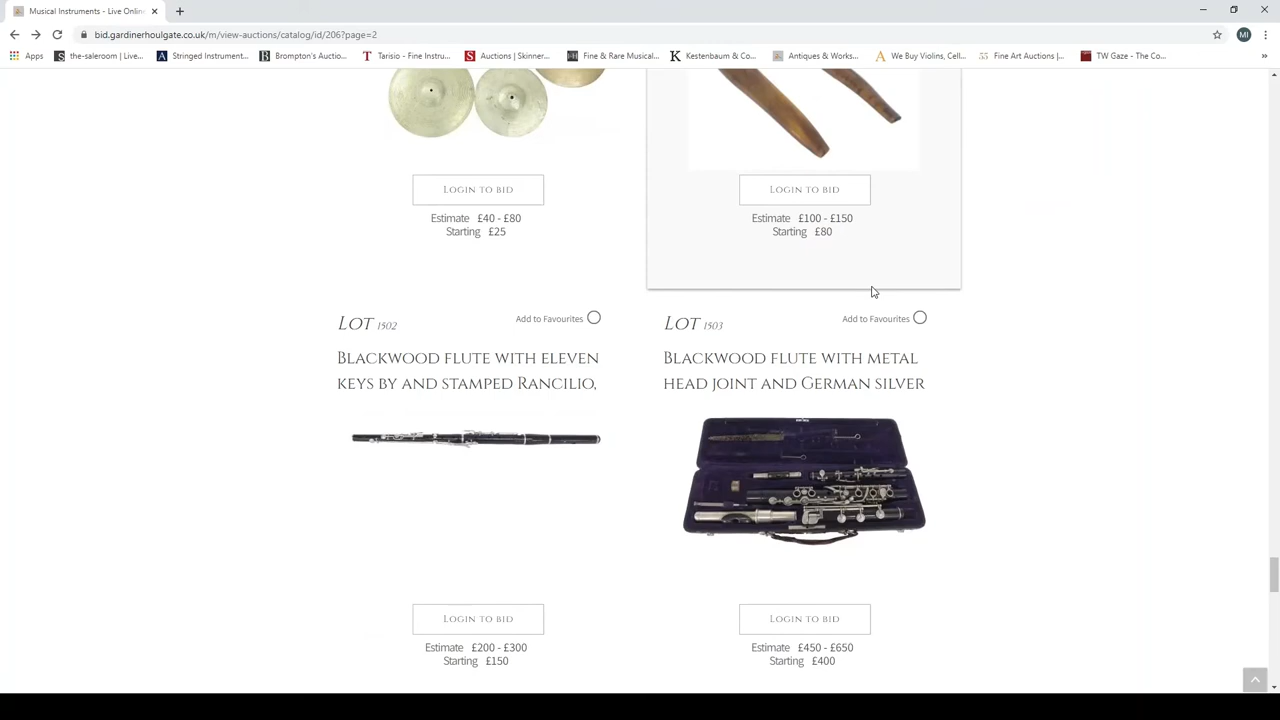 Musical Instruments - Live Onlin
bid.gardinerhoulgate.co.uk/m/view-auctions/catalog/id/206?page=2
MI
Apps
the-saleroom | Live...
Stringed Instrument...
Brompton's Auctio...
Tarisio - Fine Instru...
Auctions | Skinner...
Fine & Rare Musical...
Kestenbaum & Co...
Antiques & Works...
We Buy Violins, Cell...
Fine Art Auctions |...
TW Gaze - The Co...
»
LOGIN TO BID
Estimate £40 - £80
Starting £25
LOGIN TO BID
Estimate £100 - £150
Starting £80
LOT 1502
Add to Favourites
BLACKWOOD FLUTE WITH ELEVEN
KEYS BY AND STAMPED RANCILIO,
LOGIN TO BID
Estimate £200 - £300
Starting £150
LOT 1503
Add to Favourites
BLACKWOOD FLUTE WITH METAL
HEAD JOINT AND GERMAN SILVER
LOGIN TO BID
Estimate £450 - £650
Starting £400